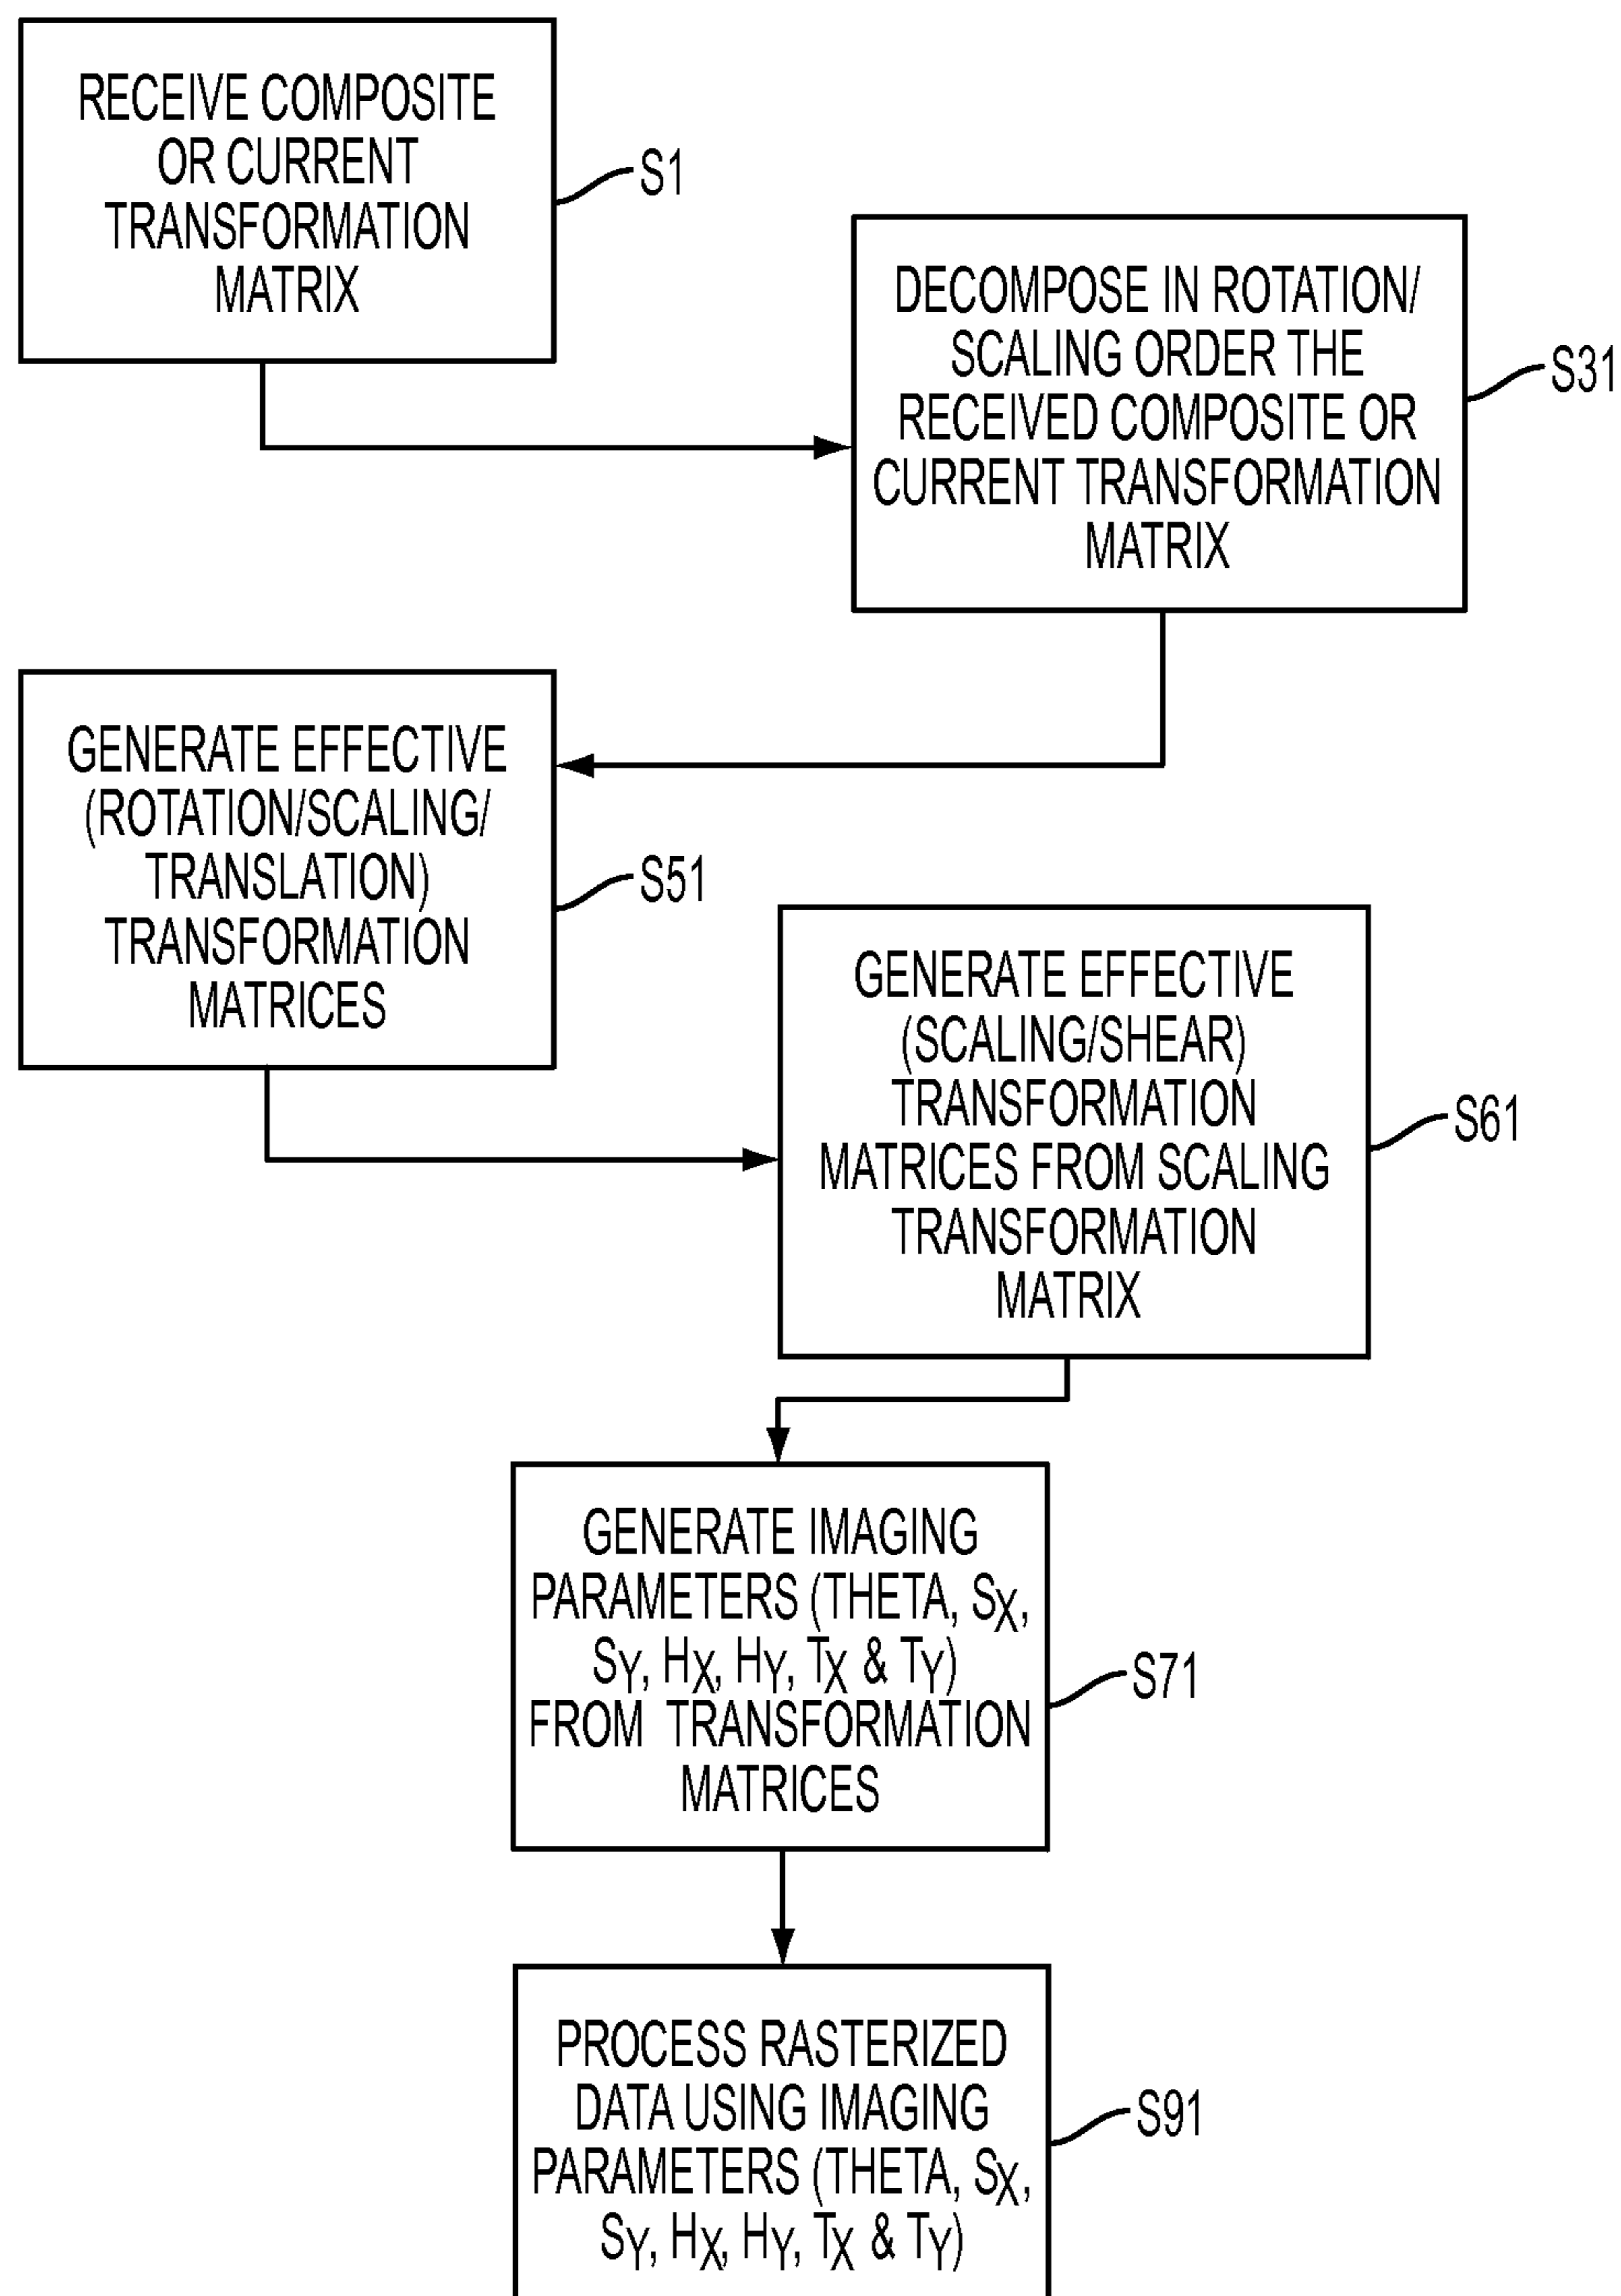 RECEIVE COMPOSITE
OR CURRENT
TRANSFORMATION
MATRIX
S1
DECOMPOSE IN ROTATION/
SCALING ORDER THE
RECEIVED COMPOSITE OR
CURRENT TRANSFORMATION
MATRIX
S31
GENERATE EFFECTIVE
(ROTATION/SCALING/
TRANSLATION)
TRANSFORMATION
MATRICES
S51
GENERATE EFFECTIVE
(SCALING/SHEAR)
TRANSFORMATION
MATRICES FROM SCALING
TRANSFORMATION
MATRIX
S61
GENERATE IMAGING
PARAMETERS (THETA, SX,
SY, HX, HY, TX & TY)
FROM TRANSFORMATION
MATRICES
S71
PROCESS RASTERIZED
DATA USING IMAGING
PARAMETERS (THETA, SX,
SY, HX, HY, TX & TY)
S91